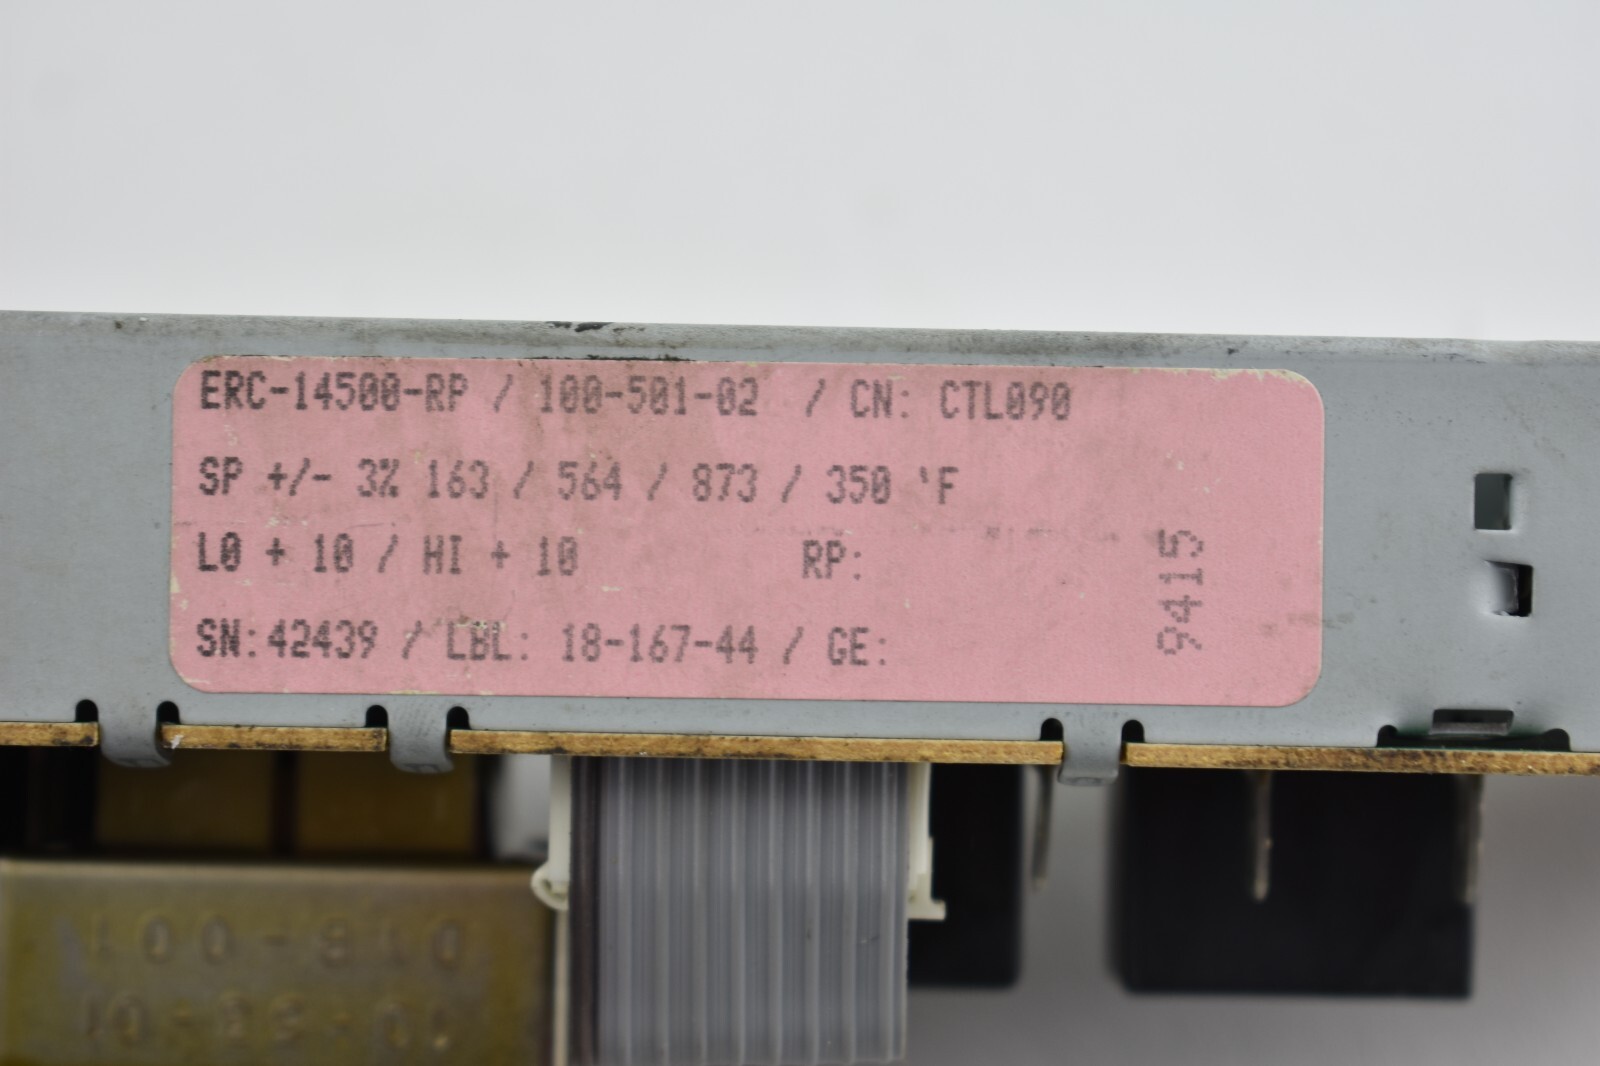 ERC-14500-RP / 100-501-02 / CN: CTL090
SP +/- 3% 163 / 564 / 873 / 350 'F
L0 + 10 / HI + 10 RP:
SN:42439 / LBL: 18-167-44 / GE:
9415